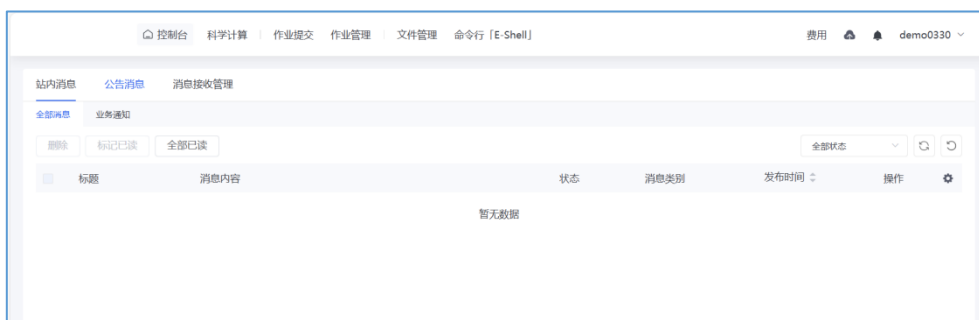 控制台 科学计算 作业提交 作业管理 文件管理 命令行「E-Shell」 费用 demo0330
站内消息 公告消息 消息接收管理
全部消息 业务通知
删除 标记已读 全部已读 全部状态
标题 消息内容 状态 消息类别 发布时间 操作
暂无数据